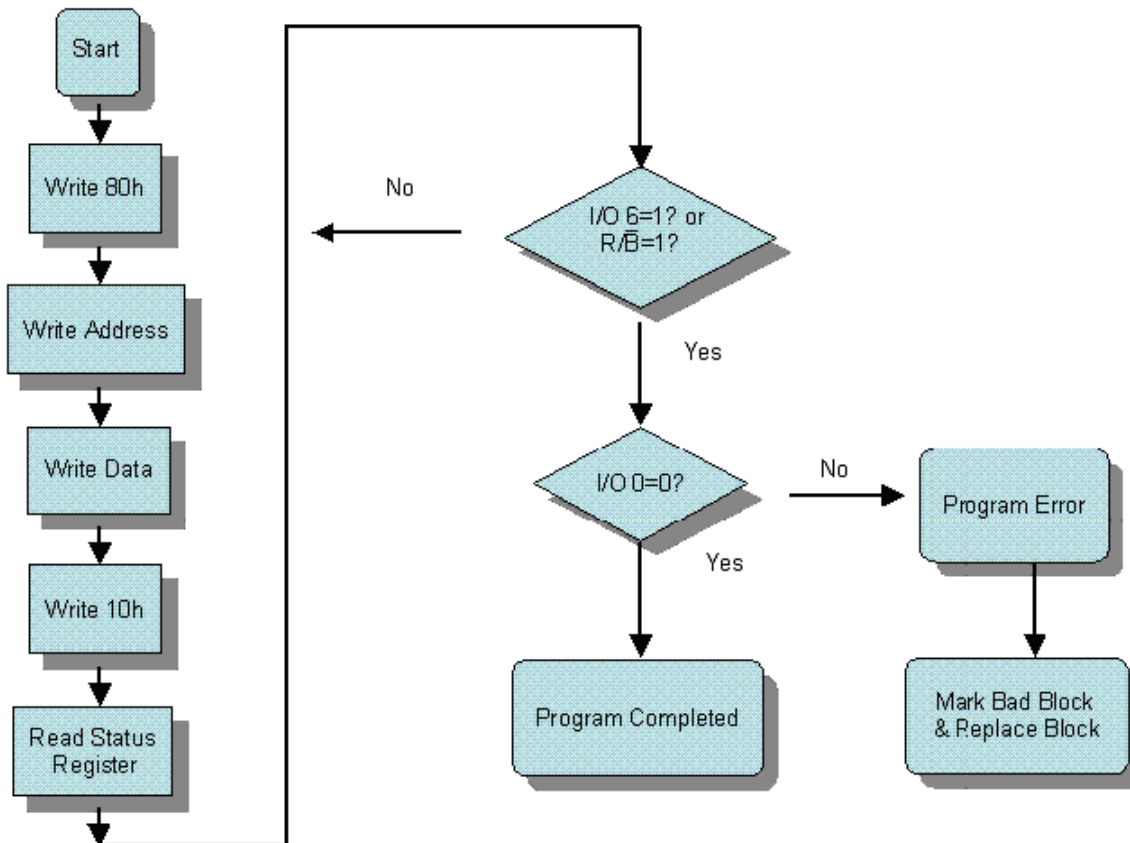 Start
Write 80h
Write Address
Write Data
Write 10h
Read Status
Register
No
I/O 6=1? or
R/B̅=1?
Yes
I/O 0=0?
No
Yes
Program Error
Program Completed
Mark Bad Block
& Replace Block